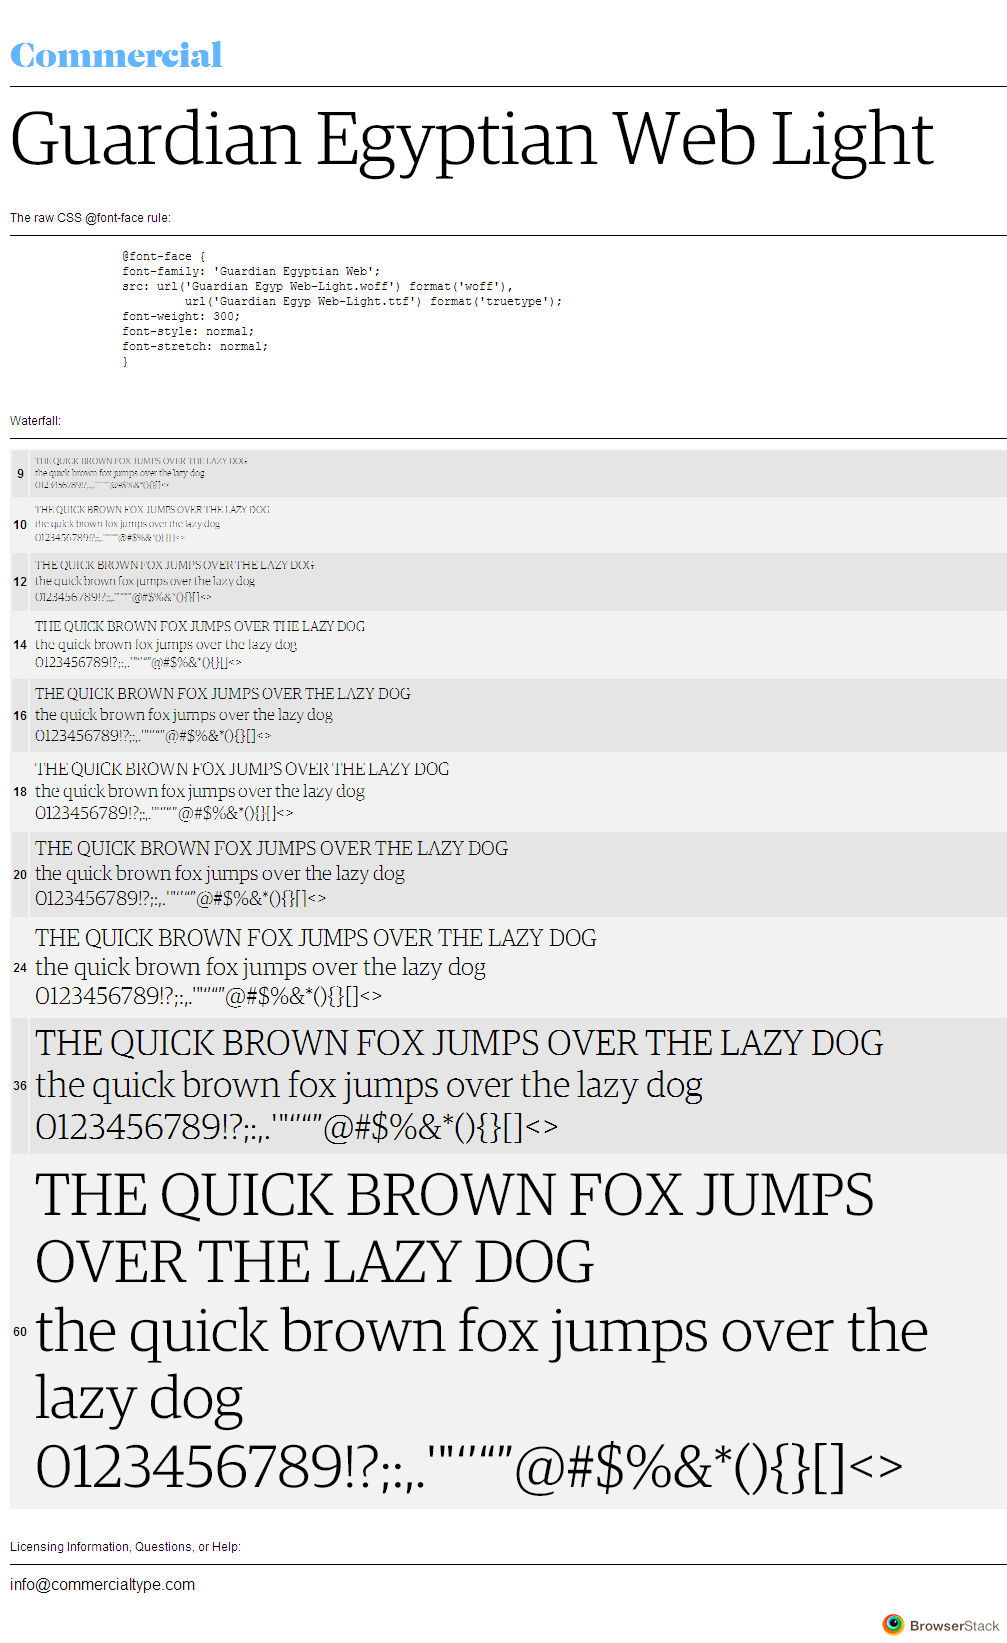 Commercial
Guardian Egyptian Web Light
The raw CSS @font-face rule:
@font-face {
font-family: 'Guardian Egyptian Web';
src: url('Guardian Egyp Web-Light.woff') format('woff'),
url('Guardian Egyp Web-Light.ttf') format('truetype');
font-weight: 300;
font-style: normal;
font-stretch: normal;
}
Waterfall:
THE QUICK BROWN FOX JUMPS OVER THE LAZY DOG
9 the quick brown fox jumps over the lazy dog
0123456789!?;:,.'"‘’“”@#$%&*(){}[]<>
THE QUICK BROWN FOX JUMPS OVER THE LAZY DOG
10 the quick brown fox jumps over the lazy dog
0123456789!?;:,.'"‘’“”@#$%&*(){}[]<>
THE QUICK BROWN FOX JUMPS OVER THE LAZY DOG
12 the quick brown fox jumps over the lazy dog
0123456789!?;:,.'"‘’“”@#$%&*(){}[]<>
THE QUICK BROWN FOX JUMPS OVER THE LAZY DOG
14 the quick brown fox jumps over the lazy dog
0123456789!?;:,.'"‘’“”@#$%&*(){}[]<>
THE QUICK BROWN FOX JUMPS OVER THE LAZY DOG
16 the quick brown fox jumps over the lazy dog
0123456789!?;:,.'"‘’“”@#$%&*(){}[]<>
THE QUICK BROWN FOX JUMPS OVER THE LAZY DOG
18 the quick brown fox jumps over the lazy dog
0123456789!?;:,.'"‘’“”@#$%&*(){}[]<>
THE QUICK BROWN FOX JUMPS OVER THE LAZY DOG
20 the quick brown fox jumps over the lazy dog
0123456789!?;:,.'"‘’“”@#$%&*(){}[]<>
THE QUICK BROWN FOX JUMPS OVER THE LAZY DOG
24 the quick brown fox jumps over the lazy dog
0123456789!?;:,.'"‘’“”@#$%&*(){}[]<>
THE QUICK BROWN FOX JUMPS OVER THE LAZY DOG
36 the quick brown fox jumps over the lazy dog
0123456789!?;:,.'"‘’“”@#$%&*(){}[]<>
THE QUICK BROWN FOX JUMPS
OVER THE LAZY DOG
60 the quick brown fox jumps over the
lazy dog
0123456789!?;:,.'"‘’“”@#$%&*(){}[]<>
Licensing Information, Questions, or Help:
info@commercialtype.com
BrowserStack